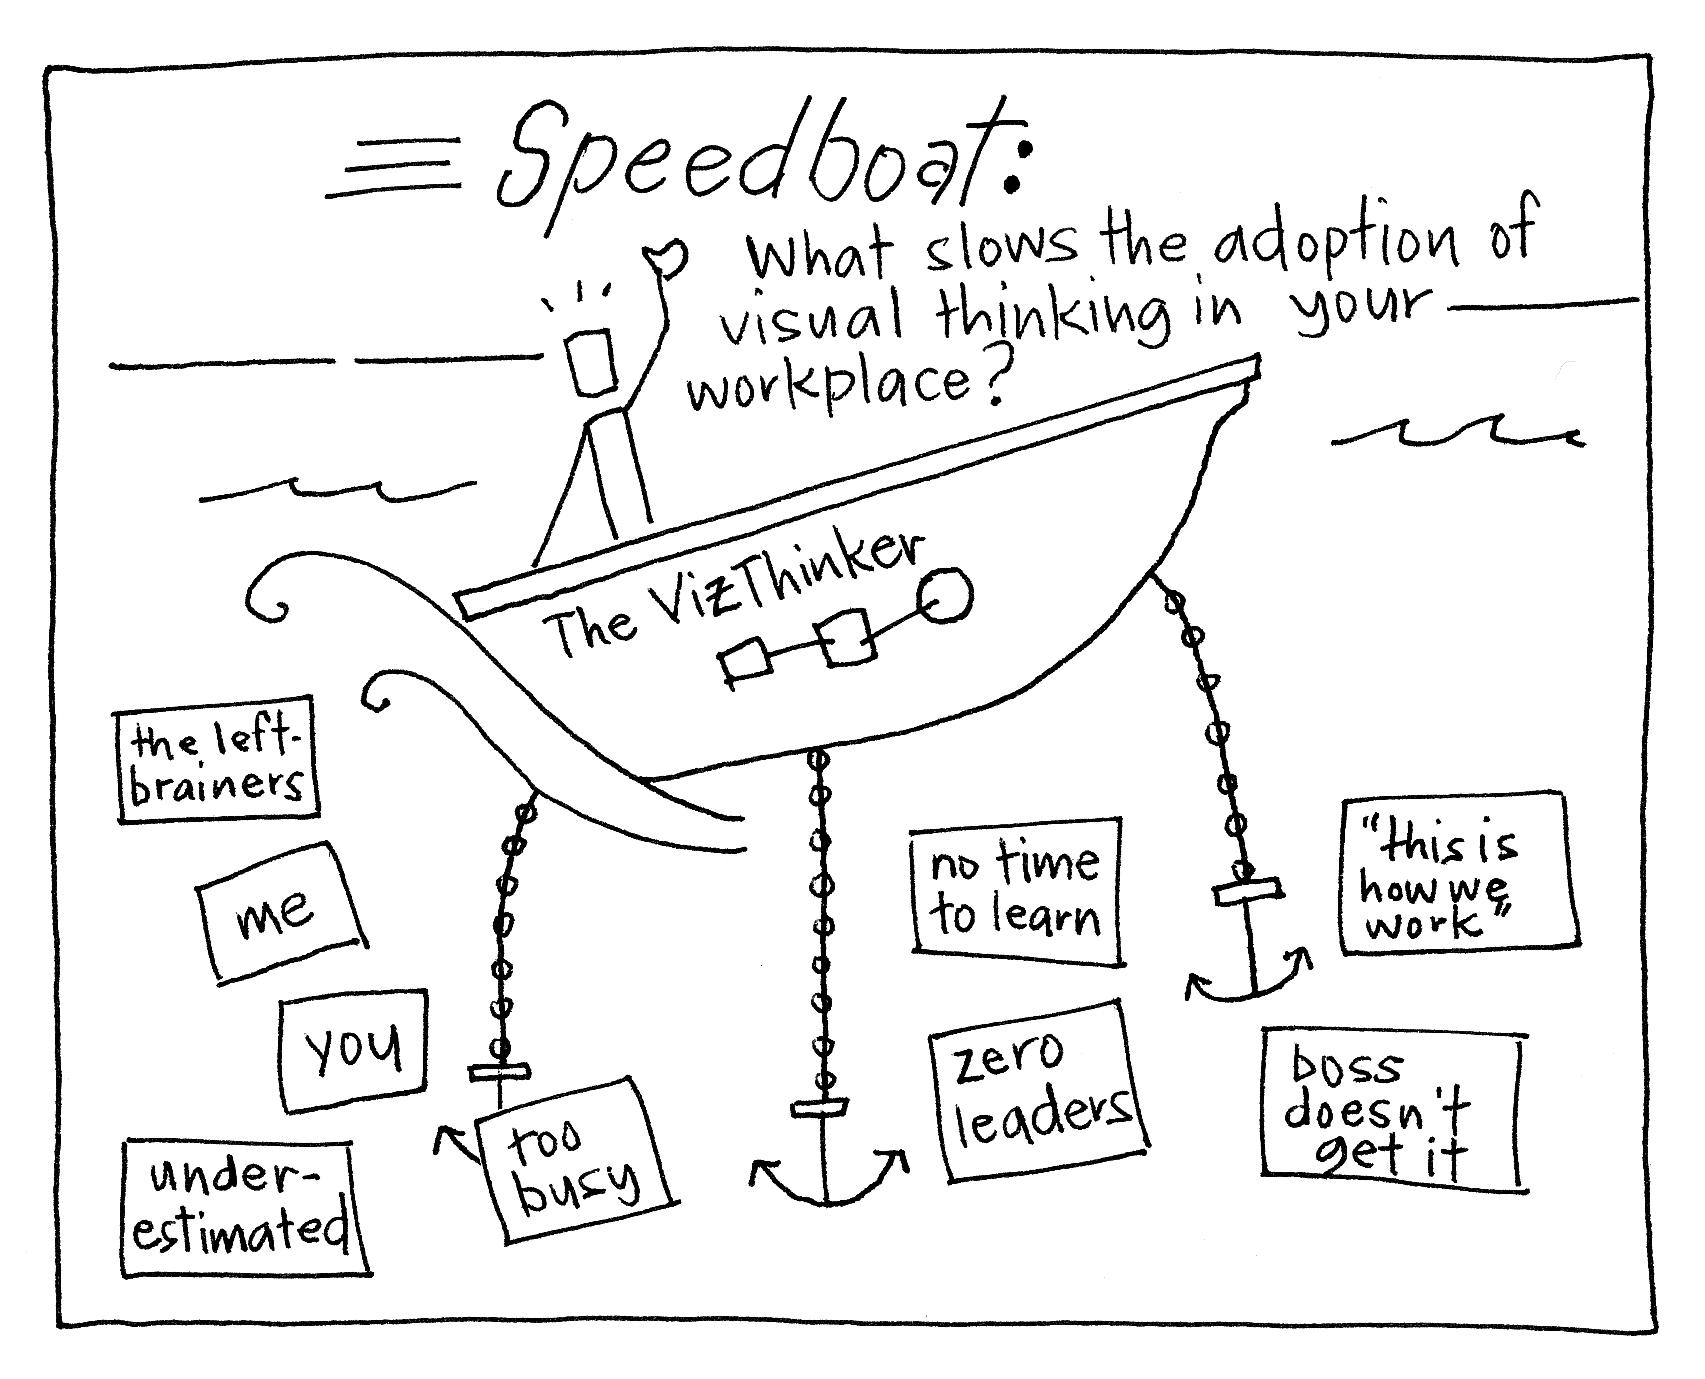 Speedboat:
What slows the adoption of
visual thinking in your
workplace?
The VizThinker
the left-
brainers
me
you
under-
estimated
too
busy
no time
to learn
zero
leaders
"this is
how we
work"
boss
doesn't
get it